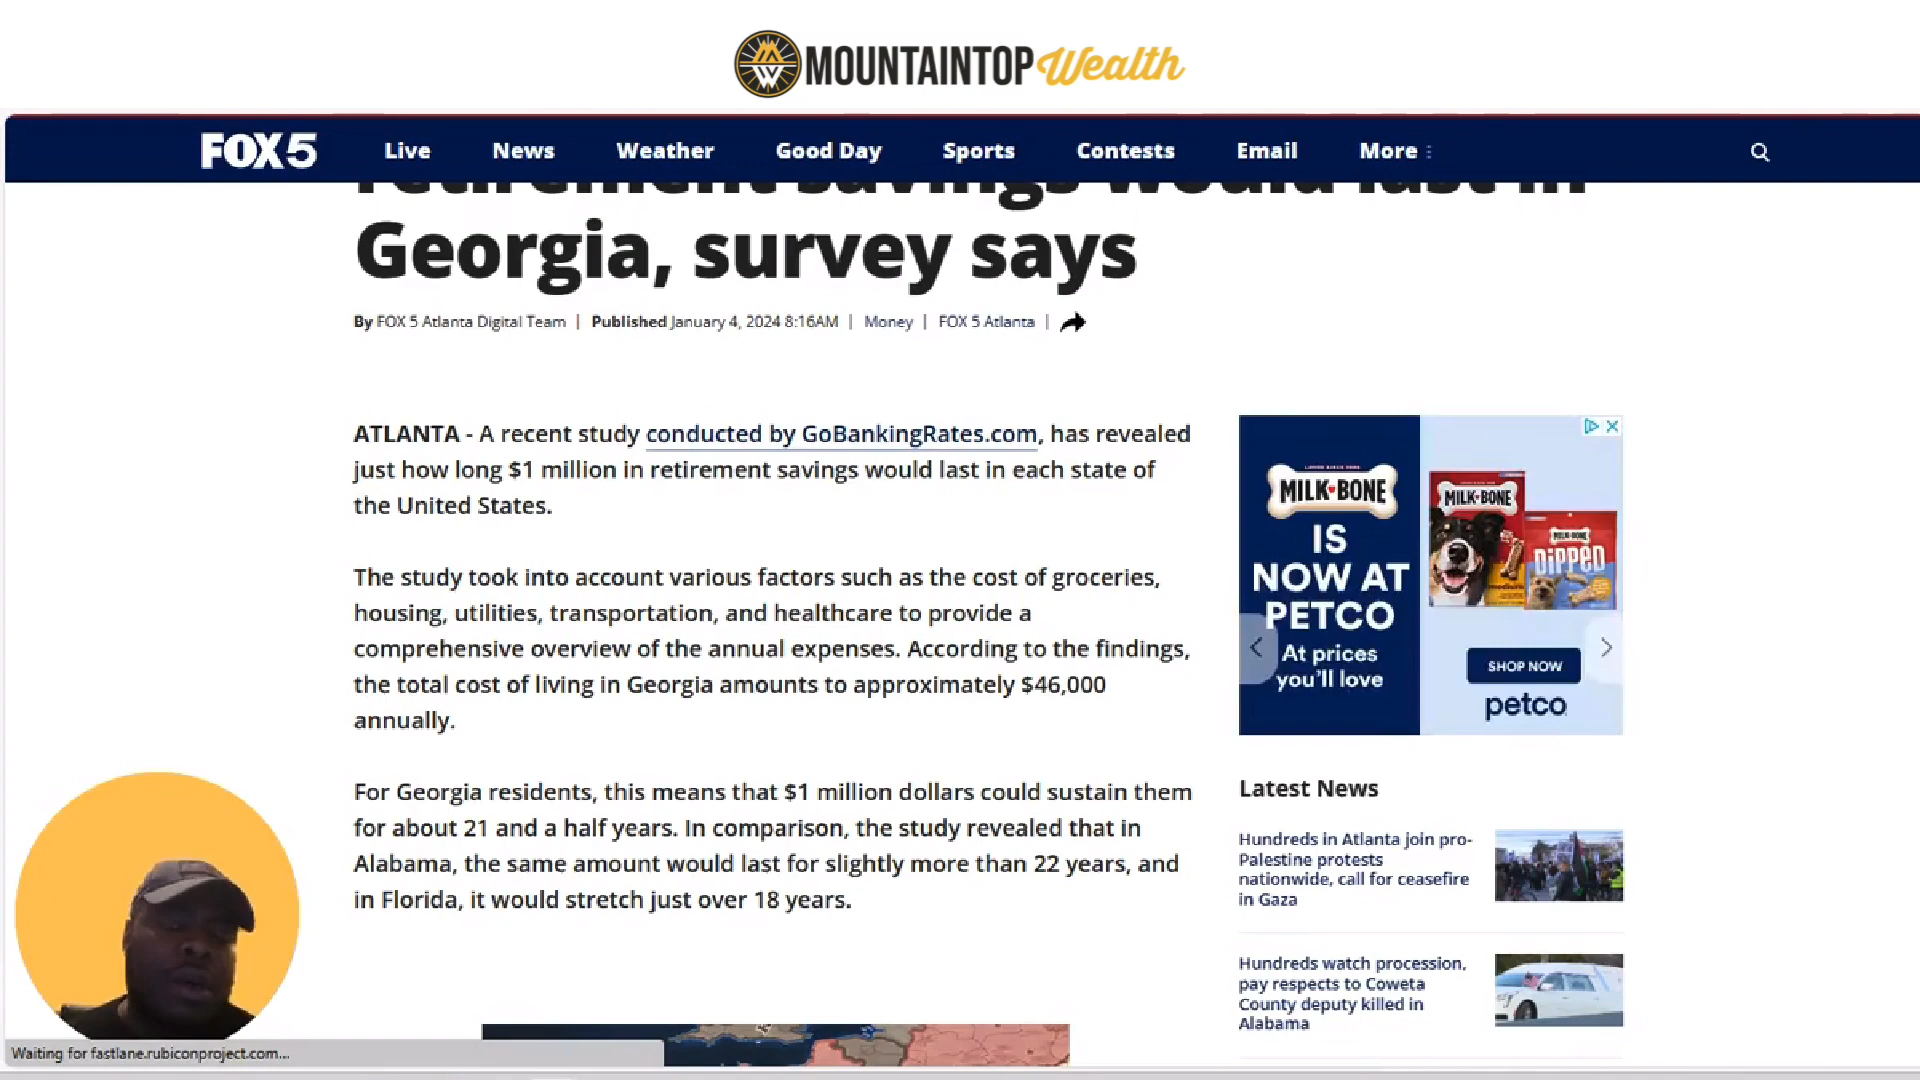 MOUNTAINTOP Wealth
FOX 5 Live News Weather Good Day Sports Contests Email More
retirement savings would last in
Georgia, survey says
By FOX 5 Atlanta Digital Team | Published January 4, 2024 8:16AM | Money | FOX 5 Atlanta |
ATLANTA - A recent study conducted by GoBankingRates.com, has revealed
just how long $1 million in retirement savings would last in each state of
the United States.
The study took into account various factors such as the cost of groceries,
housing, utilities, transportation, and healthcare to provide a
comprehensive overview of the annual expenses. According to the findings,
the total cost of living in Georgia amounts to approximately $46,000
annually.
For Georgia residents, this means that $1 million dollars could sustain them
for about 21 and a half years. In comparison, the study revealed that in
Alabama, the same amount would last for slightly more than 22 years, and
in Florida, it would stretch just over 18 years.
MILK-BONE
IS
NOW AT
PETCO
At prices
you'll love
MILK-BONE
MILK-BONE
DIPPED
SHOP NOW
petco
Latest News
Hundreds in Atlanta join pro-
Palestine protests
nationwide, call for ceasefire
in Gaza
Hundreds watch procession,
pay respects to Coweta
County deputy killed in
Alabama
Waiting for fastlane.rubiconproject.com...